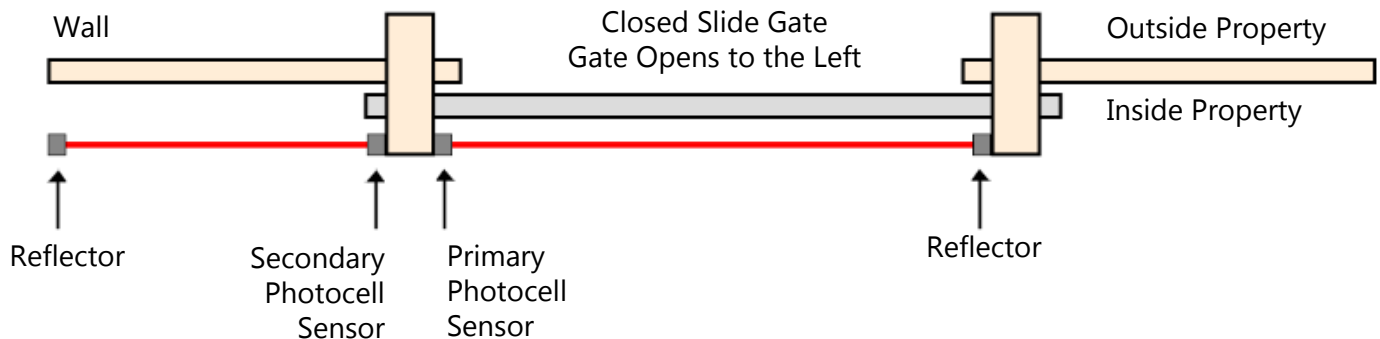 Wall
Closed Slide Gate
Gate Opens to the Left
Outside Property
Inside Property
Reflector
Secondary
Photocell
Sensor
Primary
Photocell
Sensor
Reflector